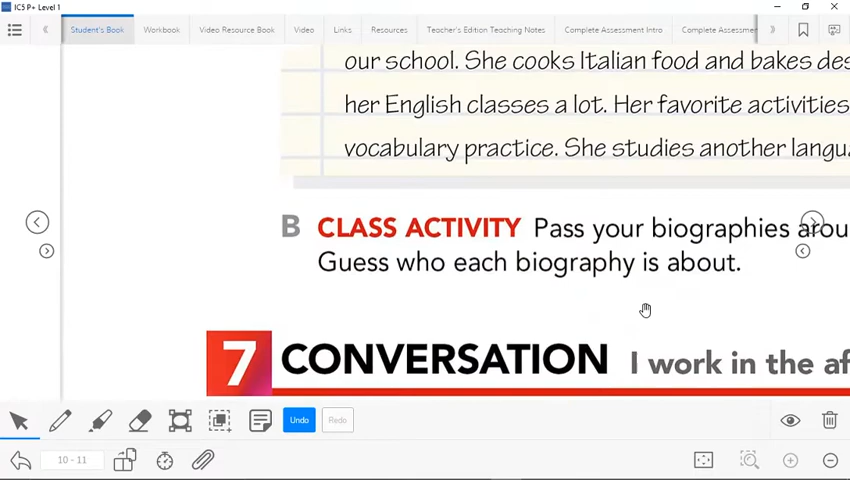 IC5 P+ Level 1
Student's Book Workbook Video Resource Book Video Links Resources Teacher's Edition Teaching Notes Complete Assessment Intro Complete Assessmen
our school. She cooks Italian food and bakes des
her English classes a lot. Her favorite activities
vocabulary practice. She studies another langu
B CLASS ACTIVITY Pass your biographies arou
Guess who each biography is about.
7 CONVERSATION I work in the af
Undo Redo
10 - 11